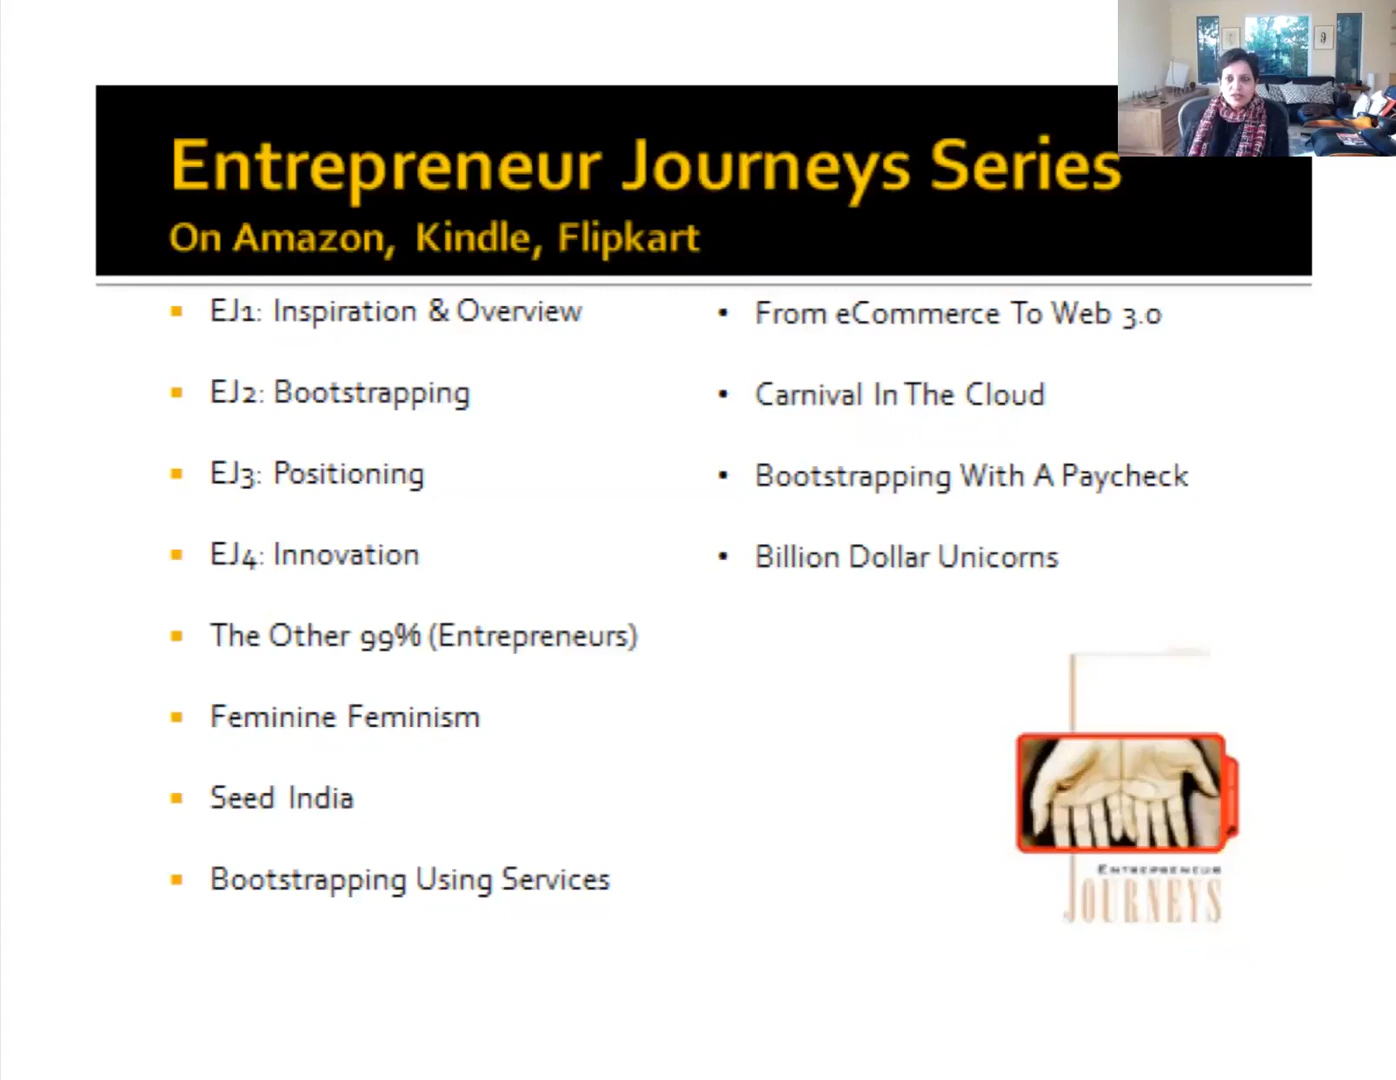 Entrepreneur Journeys Series
On Amazon, Kindle, Flipkart
EJ1: Inspiration & Overview
EJ2: Bootstrapping
EJ3: Positioning
EJ4: Innovation
The Other 99% (Entrepreneurs)
Feminine Feminism
Seed India
Bootstrapping Using Services
From eCommerce To Web 3.0
Carnival In The Cloud
Bootstrapping With A Paycheck
Billion Dollar Unicorns
ENTREPRENEUR
JOURNEYS